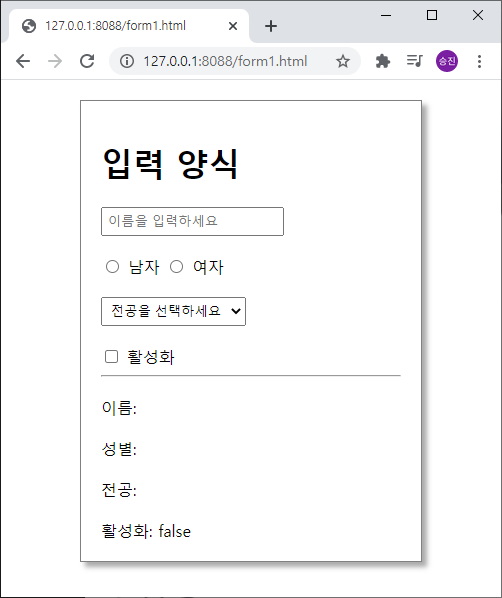 127.0.0.1:8088/form1.html
127.0.0.1:8088/form1.html
승진
입력 양식
이름을 입력하세요
남자 여자
전공을 선택하세요
활성화
이름:
성별:
전공:
활성화: false